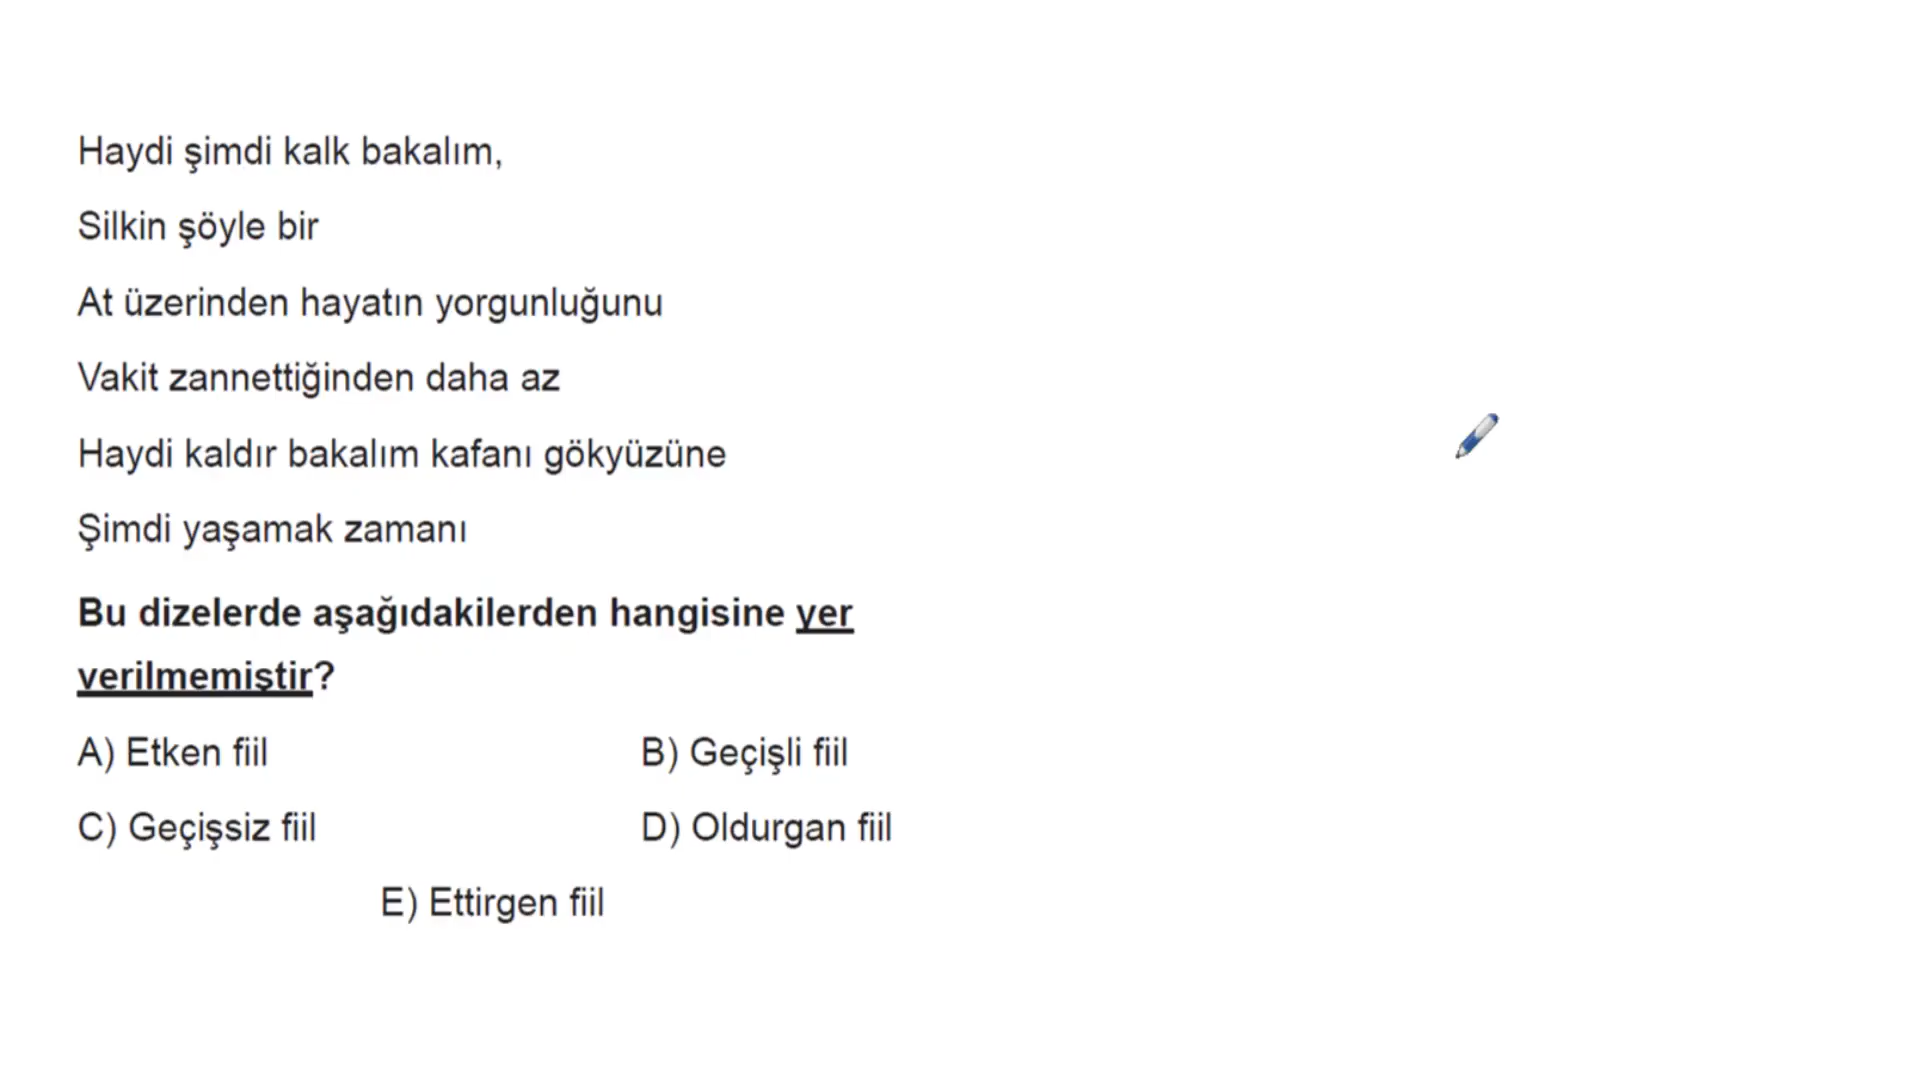 Haydi şimdi kalk bakalım,
Silkin şöyle bir
At üzerinden hayatın yorgunluğunu
Vakit zannettiğinden daha az
Haydi kaldır bakalım kafanı gökyüzüne
Şimdi yaşamak zamanı
Bu dizelerde aşağıdakilerden hangisine yer
verilmemiştir?
A) Etken fiil
B) Geçişli fiil
C) Geçişsiz fiil
D) Oldurgan fiil
E) Ettirgen fiil